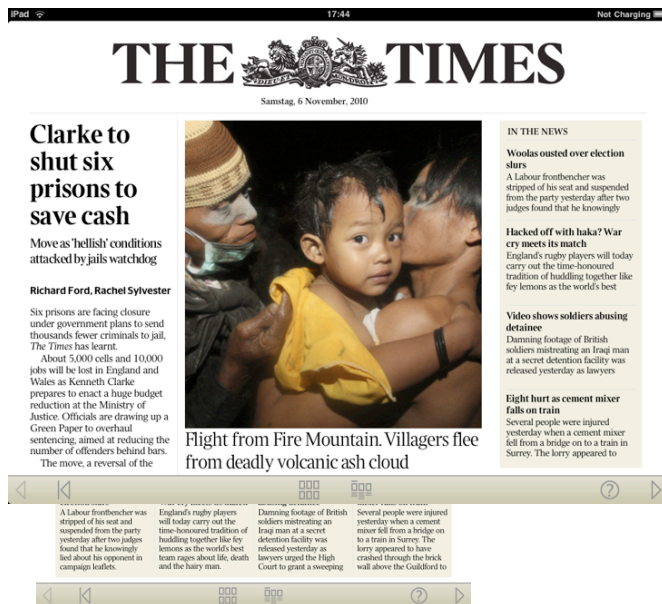 iPad
17:44
Not Charging
THE TIMES
Samstag, 6 November, 2010
Clarke to
shut six
prisons to
save cash
Move as 'hellish' conditions
attacked by jails watchdog
Richard Ford, Rachel Sylvester
Six prisons are facing closure
under government plans to send
thousands fewer criminals to jail,
The Times has learnt.
About 5,000 cells and 10,000
jobs will be lost in England and
Wales as Kenneth Clarke
prepares to enact a huge budget
reduction at the Ministry of
Justice. Officials are drawing up a
Green Paper to overhaul
sentencing, aimed at reducing the
number of offenders behind bars.
The move, a reversal of the
Flight from Fire Mountain. Villagers flee
from deadly volcanic ash cloud
IN THE NEWS
Woolas ousted over election
slurs
A Labour frontbencher was
stripped of his seat and suspended
from the party yesterday after two
judges found that he knowingly
Hacked off with haka? War
cry meets its match
England's rugby players will today
carry out the time-honoured
tradition of huddling together like
fey lemons as the world's best
Video shows soldiers abusing
detainee
Damning footage of British
soldiers mistreating an Iraqi man
at a secret detention facility was
released yesterday as lawyers
Eight hurt as cement mixer
falls on train
Several people were injured
yesterday when a cement mixer
fell from a bridge on to a train in
Surrey. The lorry appeared to
A Labour frontbencher was
stripped of his seat and
suspended from the party
yesterday after two judges
found that he knowingly
lied about his opponent in
campaign leaflets.
England's rugby players
will today carry out the
time-honoured tradition of
huddling together like fey
lemons as the world's best
team rages about life, death
and the hairy man.
Damning footage of British
soldiers mistreating an
Iraqi man at a secret
detention facility was
released yesterday as
lawyers urged the High
Court to grant a sweeping
Several people were injured
yesterday when a cement
mixer fell from a bridge on
to a train in Surrey. The
lorry appeared to have
crashed through the brick
wall above the Guildford to